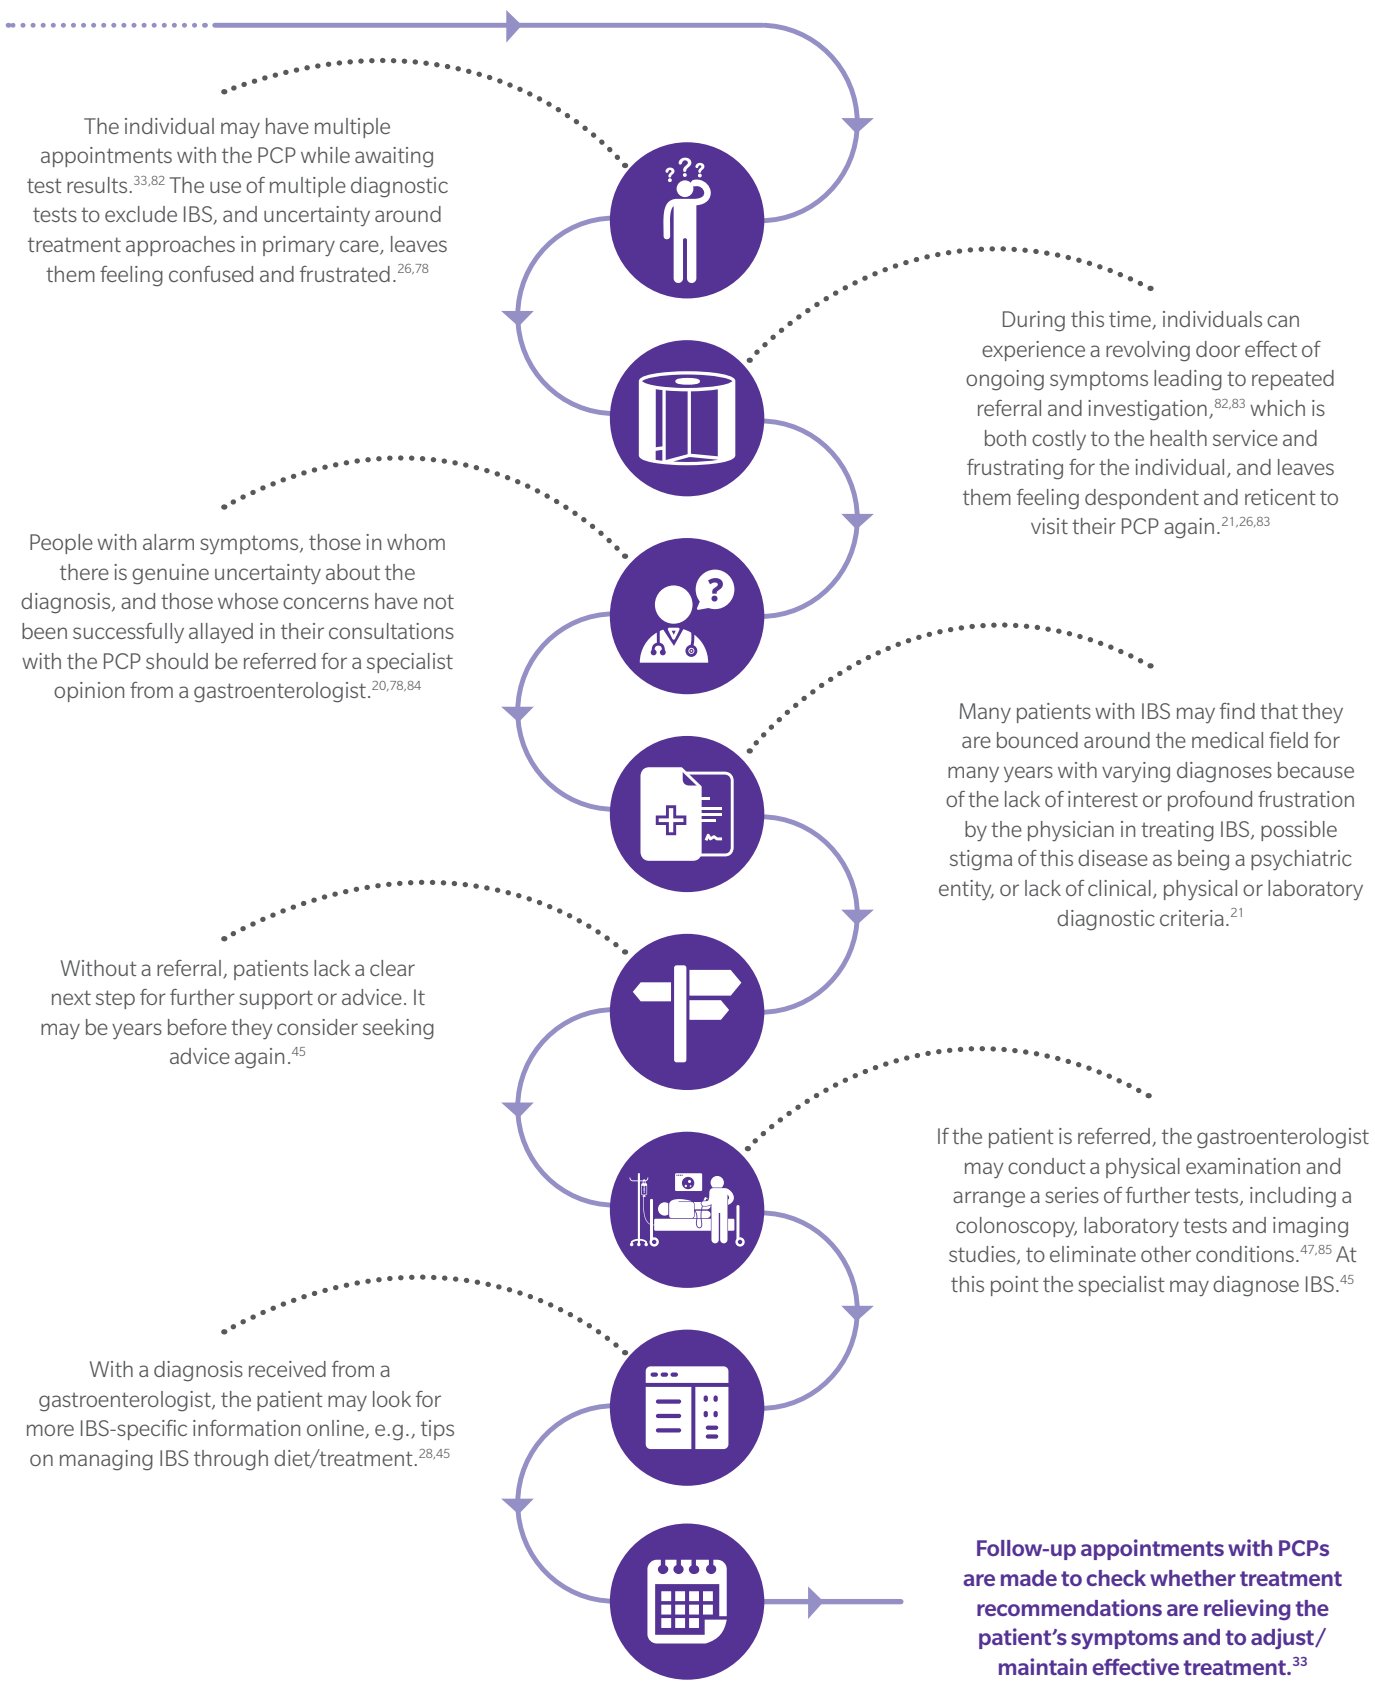 ? ? ?
The individual may have multiple
appointments with the PCP while awaiting
test results.33,82 The use of multiple diagnostic
tests to exclude IBS, and uncertainty around
treatment approaches in primary care, leaves
them feeling confused and frustrated.26,78
During this time, individuals can
experience a revolving door effect of
ongoing symptoms leading to repeated
referral and investigation,82,83 which is
both costly to the health service and
frustrating for the individual, and leaves
them feeling despondent and reticent to
visit their PCP again.21,26,83
?
People with alarm symptoms, those in whom
there is genuine uncertainty about the
diagnosis, and those whose concerns have not
been successfully allayed in their consultations
with the PCP should be referred for a specialist
opinion from a gastroenterologist.20,78,84
Many patients with IBS may find that they
are bounced around the medical field for
many years with varying diagnoses because
of the lack of interest or profound frustration
by the physician in treating IBS, possible
stigma of this disease as being a psychiatric
entity, or lack of clinical, physical or laboratory
diagnostic criteria.21
Without a referral, patients lack a clear
next step for further support or advice. It
may be years before they consider seeking
advice again.45
If the patient is referred, the gastroenterologist
may conduct a physical examination and
arrange a series of further tests, including a
colonoscopy, laboratory tests and imaging
studies, to eliminate other conditions.47,85 At
this point the specialist may diagnose IBS.45
With a diagnosis received from a
gastroenterologist, the patient may look for
more IBS-specific information online, e.g., tips
on managing IBS through diet/treatment.28,45
Follow-up appointments with PCPs
are made to check whether treatment
recommendations are relieving the
patient’s symptoms and to adjust/
maintain effective treatment.33